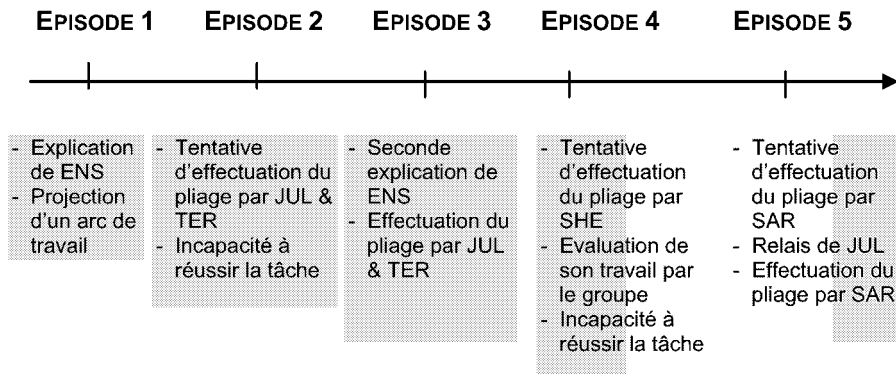 EPISODE 1
EPISODE 2
EPISODE 3
EPISODE 4
EPISODE 5
- Explication
de ENS
- Projection
d'un arc de
travail
- Tentative
d'effectuation du
pliage par JUL &
TER
- Incapacité à
réussir la tâche
- Seconde
explication de
ENS
- Effectuation du
pliage par JUL
& TER
- Tentative
d'effectuation
du pliage par
SHE
- Evaluation de
son travail par
le groupe
- Incapacité à
réussir la tâche
- Tentative
d'effectuation
du pliage par
SAR
- Relais de JUL
- Effectuation du
pliage par SAR